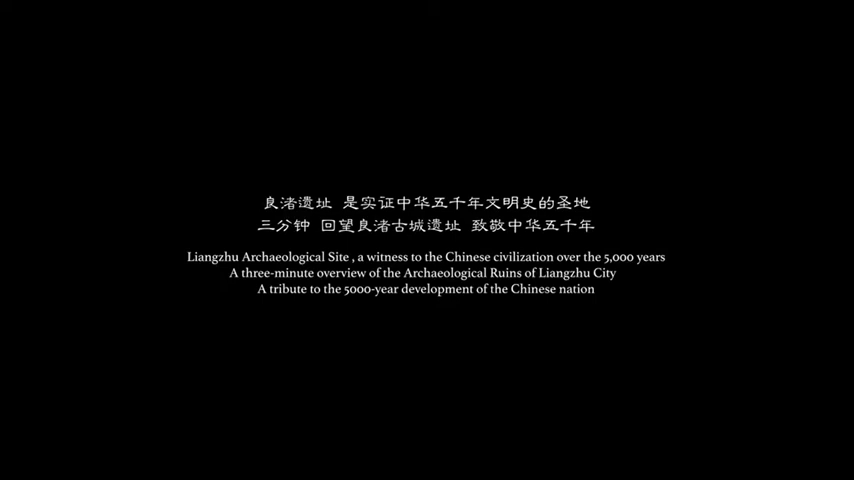 良渚遗址 是实证中华五千年文明史的圣地
三分钟 回望良渚古城遗址 致敬中华五千年
Liangzhu Archaeological Site , a witness to the Chinese civilization over the 5,000 years
A three-minute overview of the Archaeological Ruins of Liangzhu City
A tribute to the 5000-year development of the Chinese nation